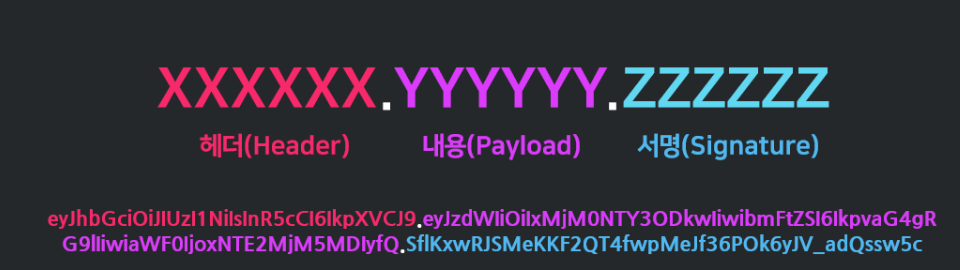 XXXXXX.YYYYYY.ZZZZZZ
헤더(Header) 내용(Payload) 서명(Signature)
eyJhbGciOiJIUzI1NiIsInR5cCI6IkpXVCJ9.eyJzdWIiOiIxMjM0NTY3ODkwIiwibmFtZSI6IkpvaG4gR
G9lIiwiaWF0IjoxNTE2MjM5MDIyfQ.SflKxwRJSMeKKF2QT4fwpMeJf36POk6yJV_adQssw5c